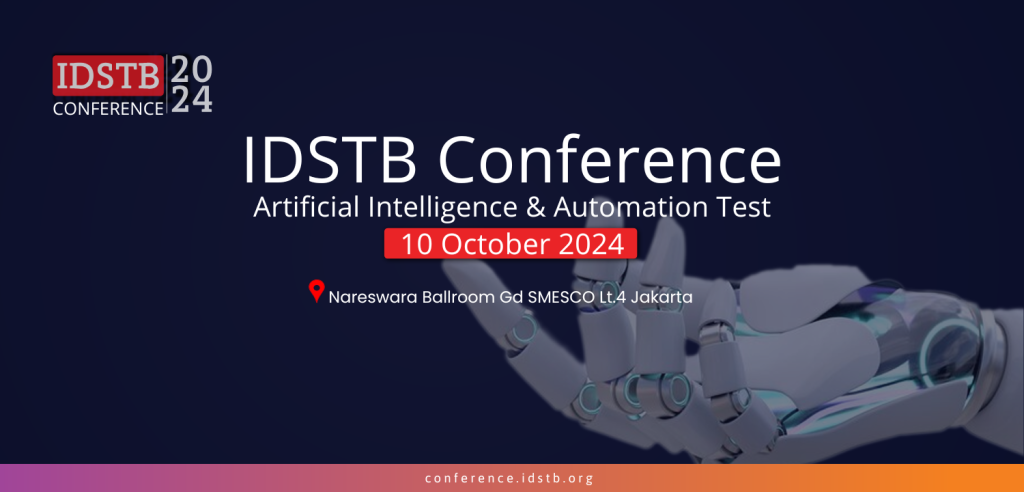 IDSTB
CONFERENCE
20
24
IDSTB Conference
Artificial Intelligence & Automation Test
10 October 2024
Nareswara Ballroom Gd SMESCO Lt.4 Jakarta
conference.idstb.org